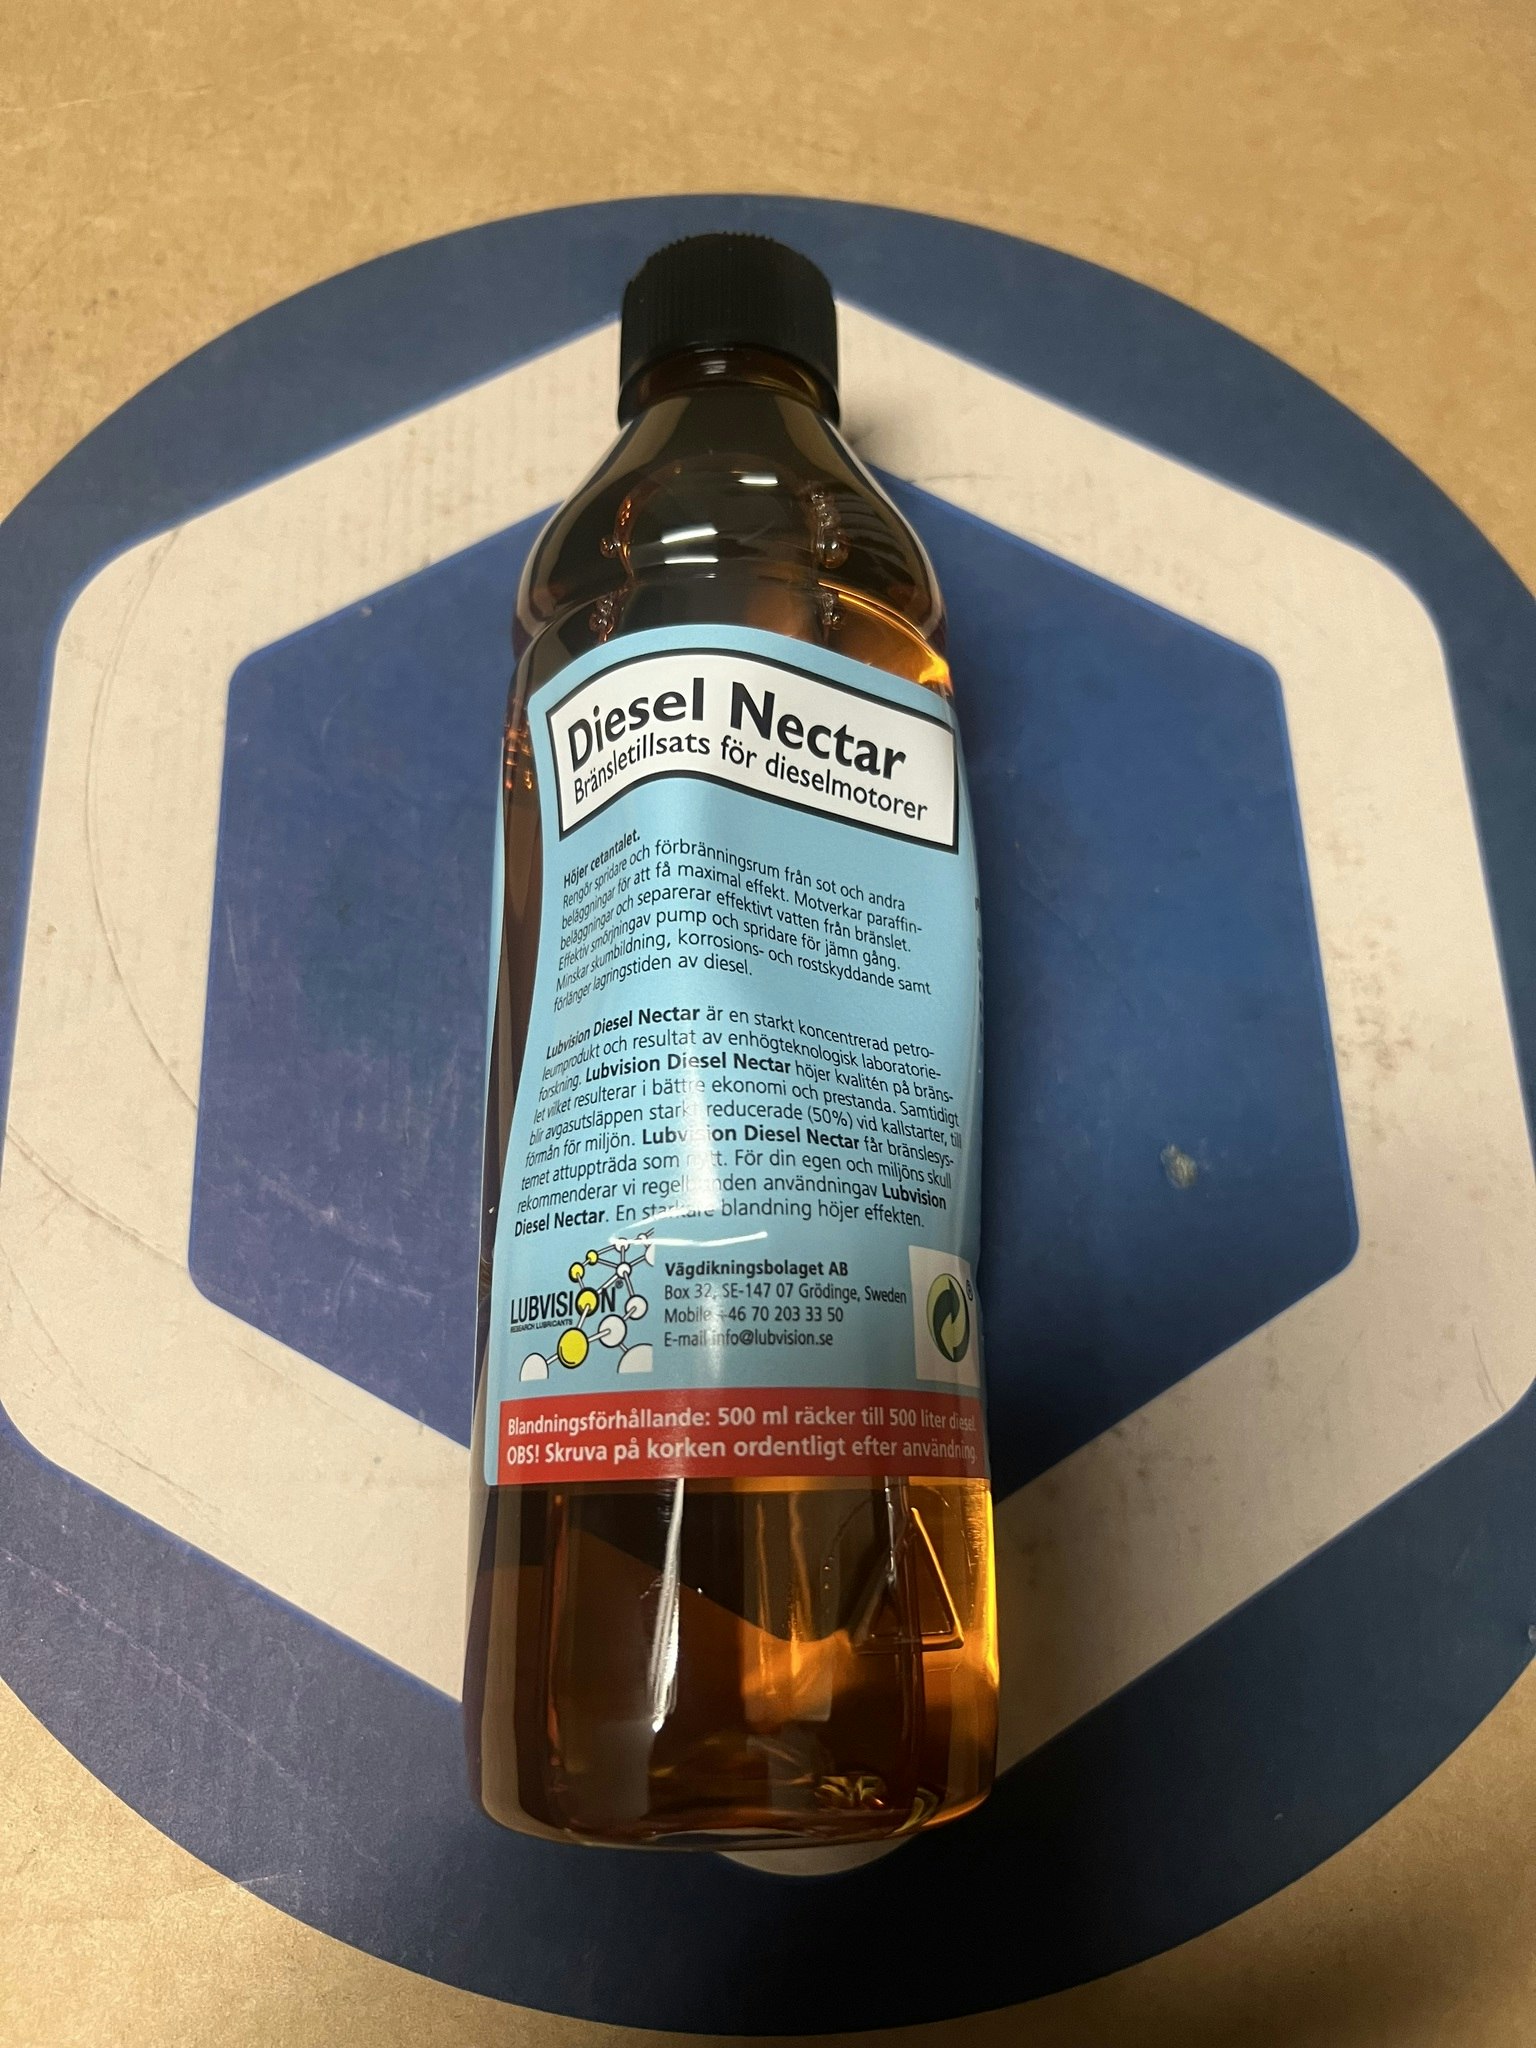 Diesel Nectar
Bränsletillsats för dieselmotorer
Höjer cetantalet.
Rengör spridare och förbränningsrum från sot och andra
beläggningar för att få maximal effekt. Motverkar paraffin-
beläggningar och separerar effektivt vatten från bränslet.
Effektiv smörjningav pump och spridare för jämn gång.
Minskar skumbildning, korrosions- och rostskyddande samt
förlänger lagringstiden av diesel.
Lubvision Diesel Nectar är en starkt koncentrerad petro-
leumprodukt och resultat av enhögteknologisk laboratorie-
forskning. Lubvision Diesel Nectar höjer kvalitén på bräns-
let vilket resulterar i bättre ekonomi och prestanda. Samtidigt
blir avgasutsläppen starkt reducerade (50%) vid kallstarter, till
förmån för miljön. Lubvision Diesel Nectar får bränslesys-
temet attuppträda som nytt. För din egen och miljöns skull
rekommenderar vi regelbunden användningav Lubvision
Diesel Nectar. En starkare blandning höjer effekten.
LUBVISION®
RESEARCH LUBRICANTS
Vägdikningsbolaget AB
Box 32, SE-147 07 Grödinge, Sweden
Mobile +46 70 203 33 50
E-mail info@lubvision.se
®
Blandningsförhållande: 500 ml räcker till 500 liter diesel.
OBS! Skruva på korken ordentligt efter användning.